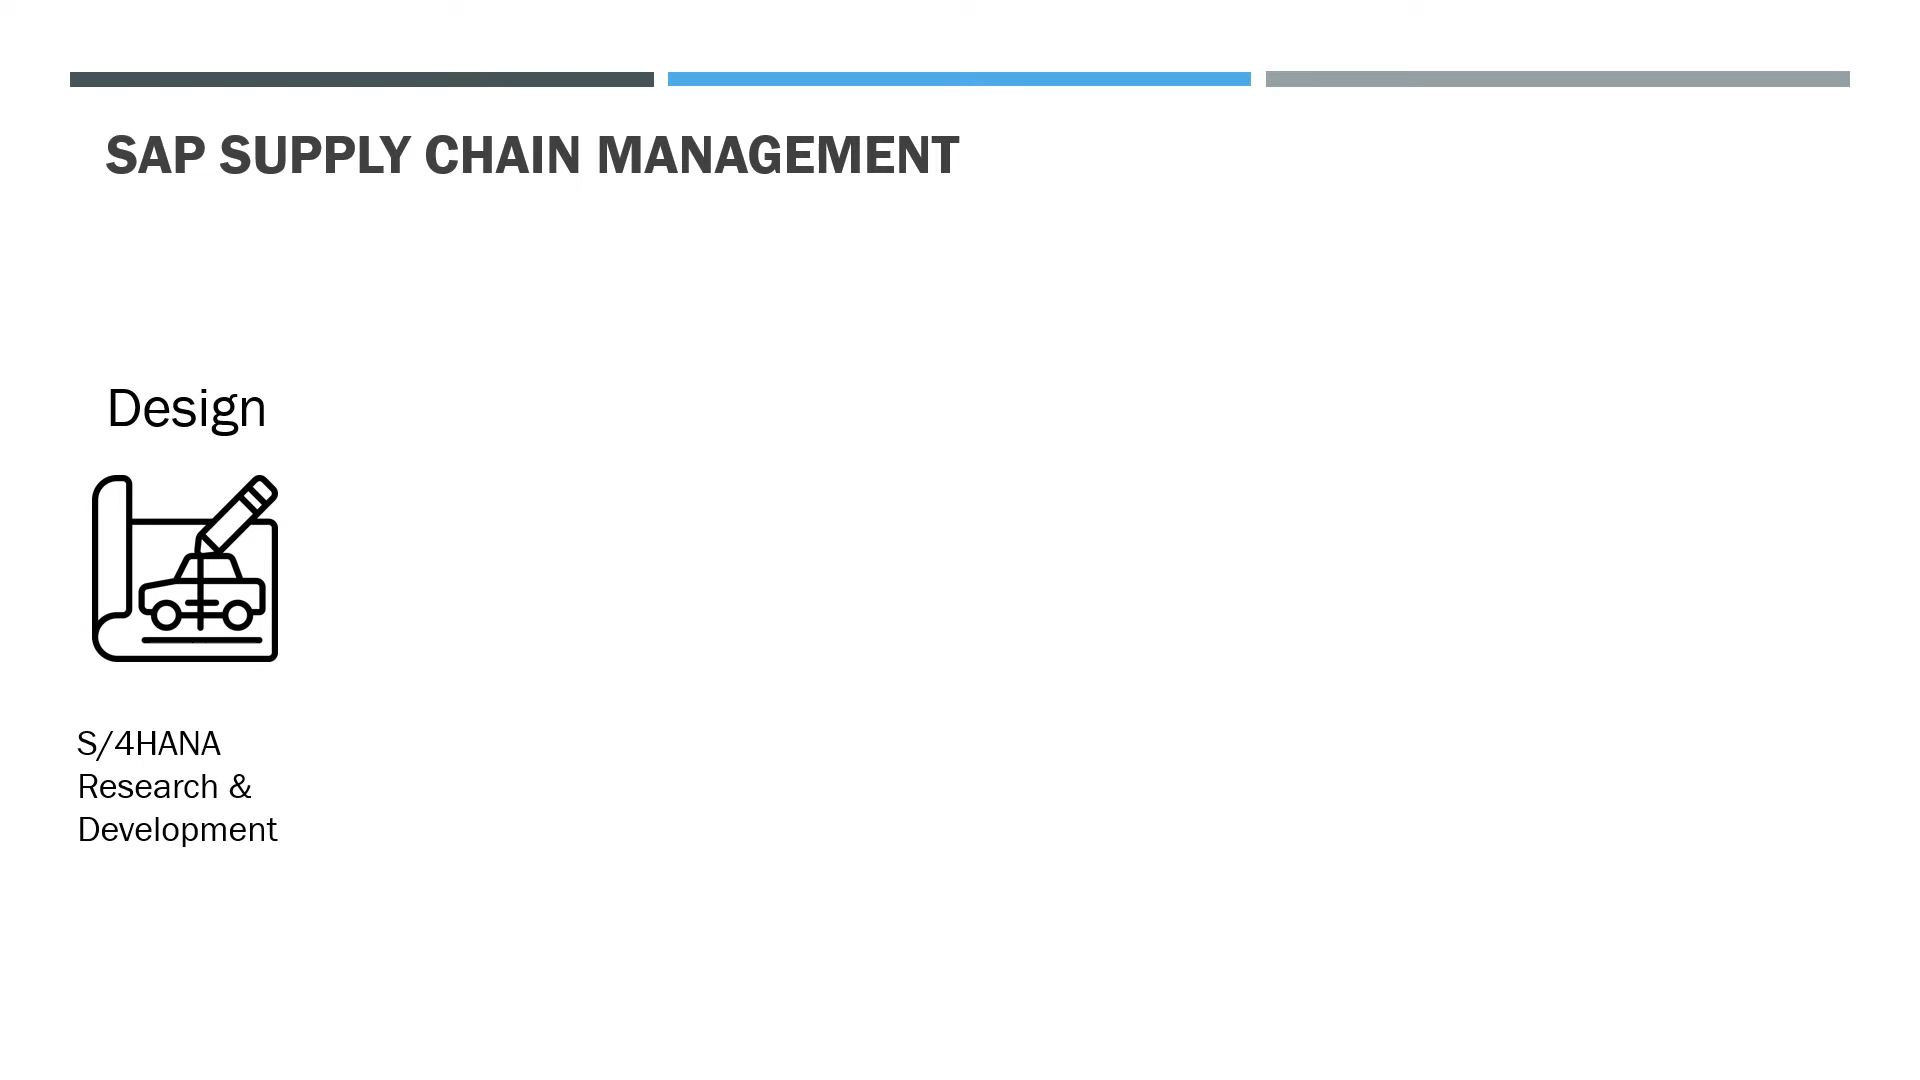 SAP SUPPLY CHAIN MANAGEMENT
Design
S/4HANA
Research &
Development